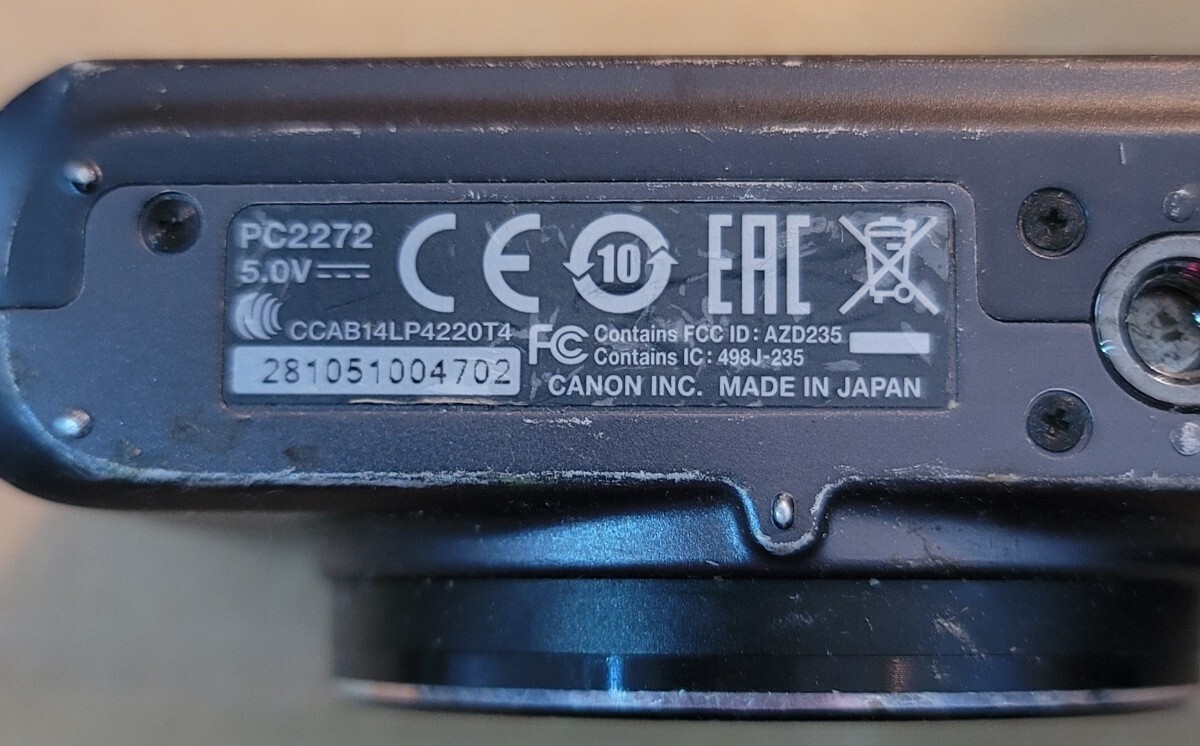 PC2272
5.0V
CE
10
EAC
CCAB14LP4220T4
281051004702
FC
Contains FCC ID: AZD235
Contains IC: 498J-235
CANON INC. MADE IN JAPAN